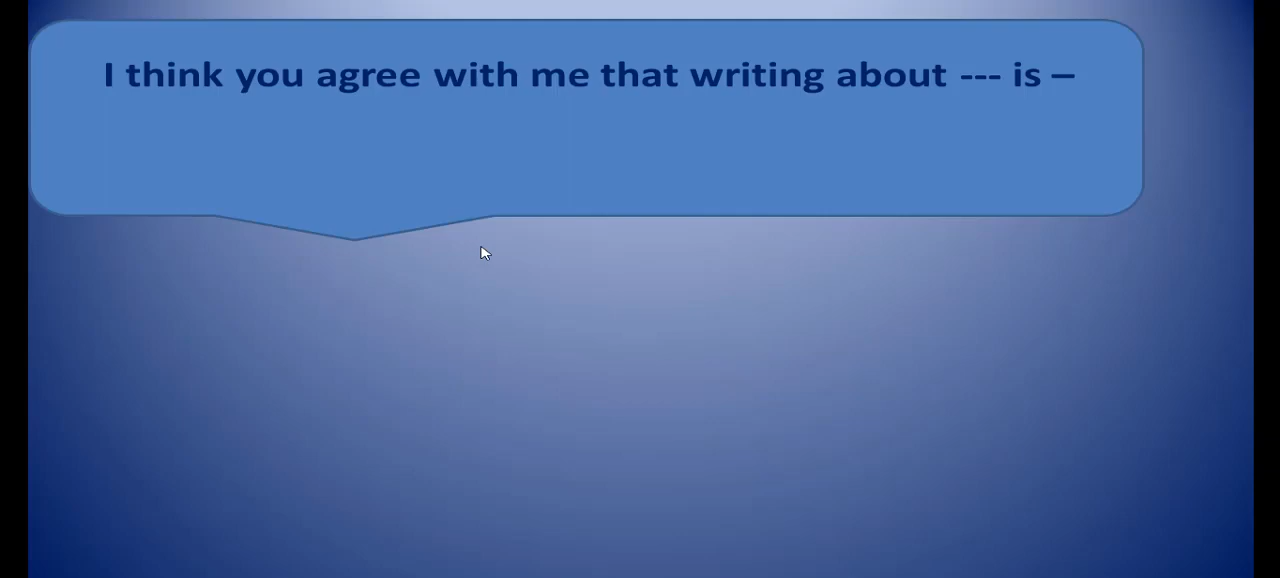 I think you agree with me that writing about --- is –